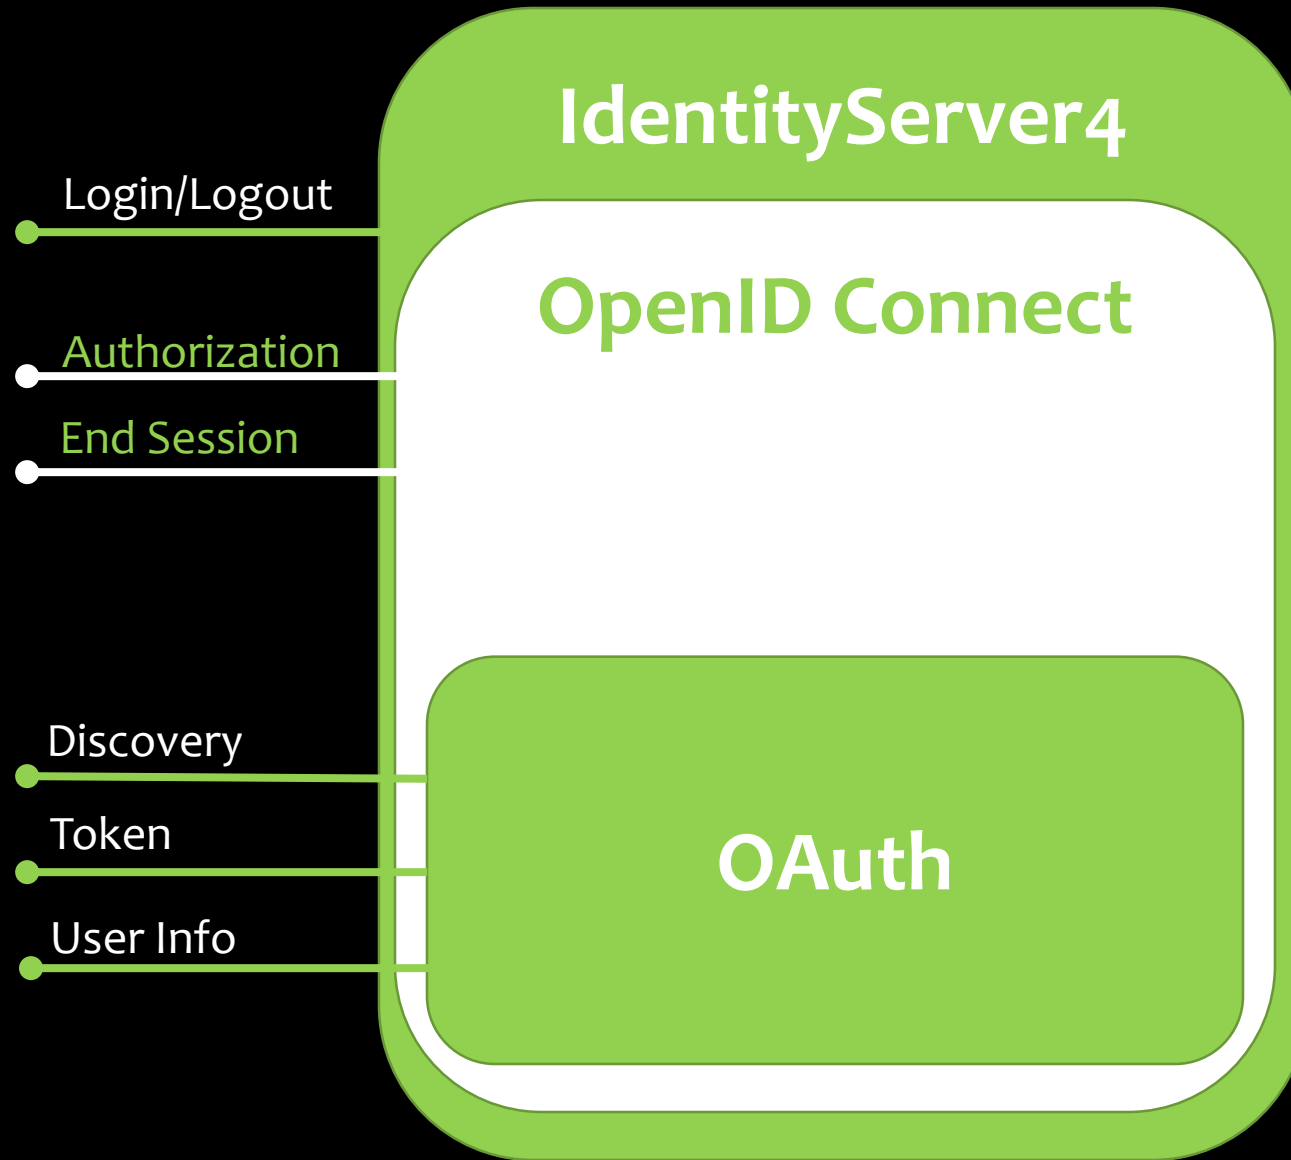 IdentityServer4
Login/Logout
OpenID Connect
Authorization
End Session
Discovery
Token
OAuth
User Info